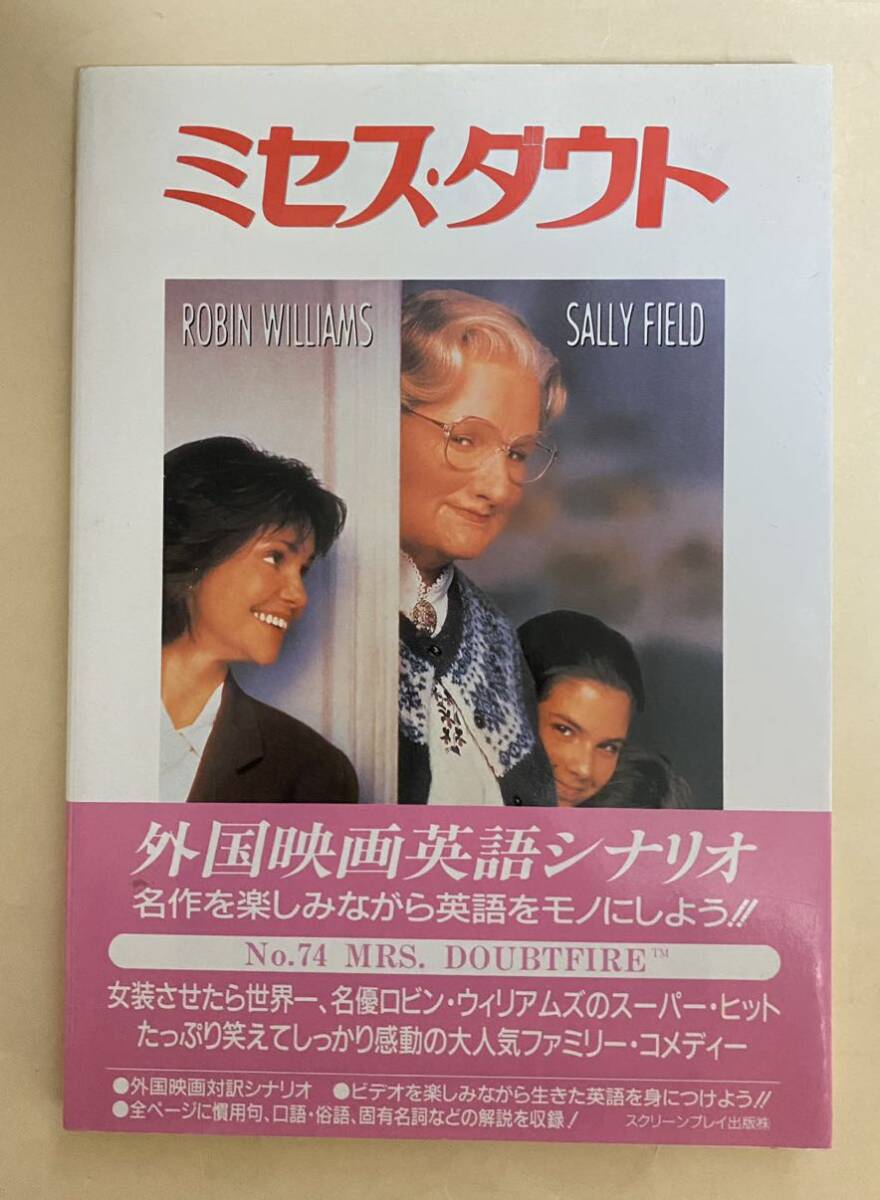 ミセス・ダウト
ROBIN WILLIAMS
SALLY FIELD
外国映画英語シナリオ
名作を楽しみながら英語をモノにしよう!!
No.74 MRS. DOUBTFIRE™
女装させたら世界一、名優ロビン・ウィリアムズのスーパー・ヒット
たっぷり笑えてしっかり感動の大人気ファミリー・コメディー
●外国映画対訳シナリオ ●ビデオを楽しみながら生きた英語を身につけよう!!
●全ページに慣用句、口語・俗語、固有名詞などの解説を収録!
スクリーンプレイ出版㈱